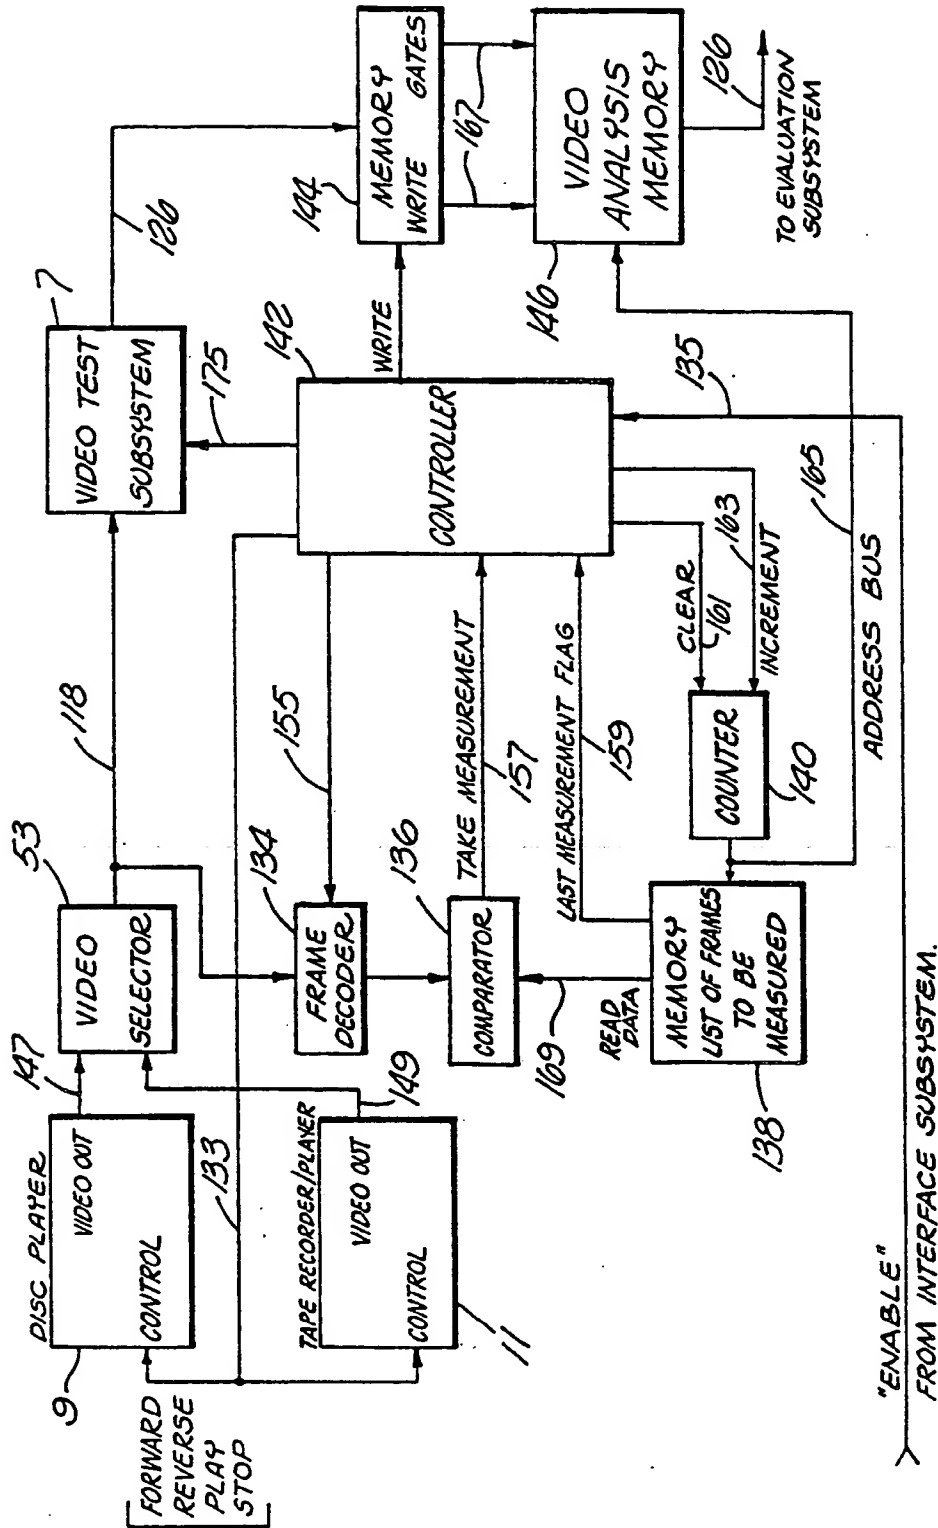 FORWARD
REVERSE
PLAY
STOP
9
DISC PLAYER
VIDEO OUT
CONTROL
147
133
TAPE RECORDER/PLAYER
VIDEO OUT
CONTROL
149
11
53
VIDEO
SELECTOR
118
134
FRAME
DECODER
155
136
COMPARATOR
TAKE MEASUREMENT
157
169
READ
DATA
LAST MEASUREMENT FLAG
159
MEMORY
LIST OF FRAMES
TO BE
MEASURED
138
COUNTER
140
CLEAR
161
163
INCREMENT
ADDRESS BUS
165
135
7
VIDEO TEST
SUBSYSTEM
175
126
142
CONTROLLER
WRITE
144
MEMORY
WRITE GATES
167
146
VIDEO
ANALYSIS
MEMORY
126
TO EVALUATION
SUBSYSTEM
"ENABLE"
FROM INTERFACE SUBSYSTEM.